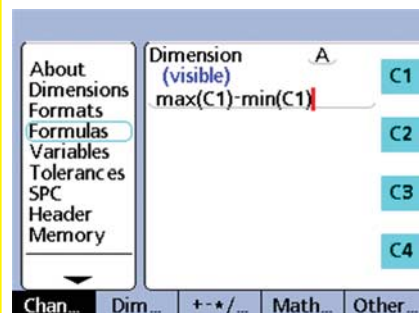 About
Dimensions
Formats
Formulas
Variables
Tolerances
SPC
Header
Memory
Dimension A
(visible)
max(C1)-min(C1)
C1
C2
C3
C4
Chan... Dim... +-*/... Math... Other...